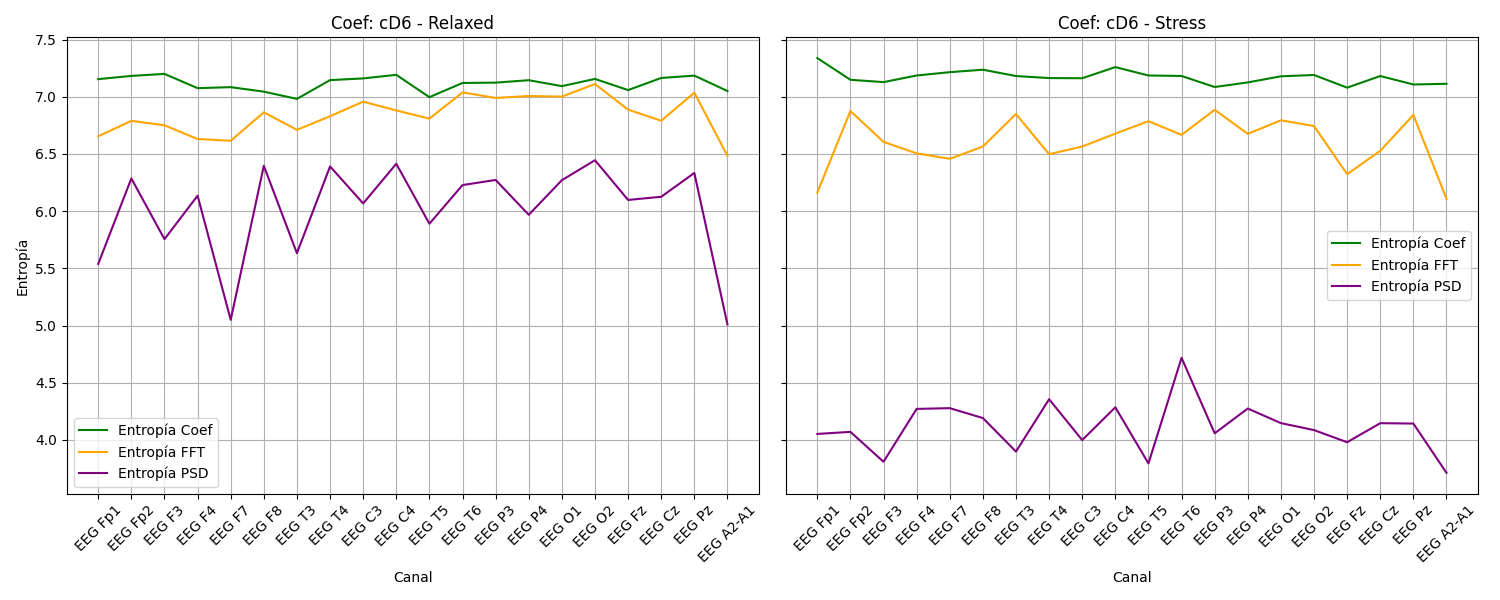 Coef: cD6 - Relaxed
Entropía
7.5
7.0
6.5
6.0
5.5
5.0
4.5
4.0
Entropía Coef
Entropía FFT
Entropía PSD
EEG Fp1
EEG Fp2
EEG F3
EEG F4
EEG F7
EEG F8
EEG T3
EEG T4
EEG C3
EEG C4
EEG T5
EEG T6
EEG P3
EEG P4
EEG O1
EEG O2
EEG Fz
EEG Cz
EEG Pz
EEG A2-A1
Canal
Coef: cD6 - Stress
Entropía Coef
Entropía FFT
Entropía PSD
EEG Fp1
EEG Fp2
EEG F3
EEG F4
EEG F7
EEG F8
EEG T3
EEG T4
EEG C3
EEG C4
EEG T5
EEG T6
EEG P3
EEG P4
EEG O1
EEG O2
EEG Fz
EEG Cz
EEG Pz
EEG A2-A1
Canal